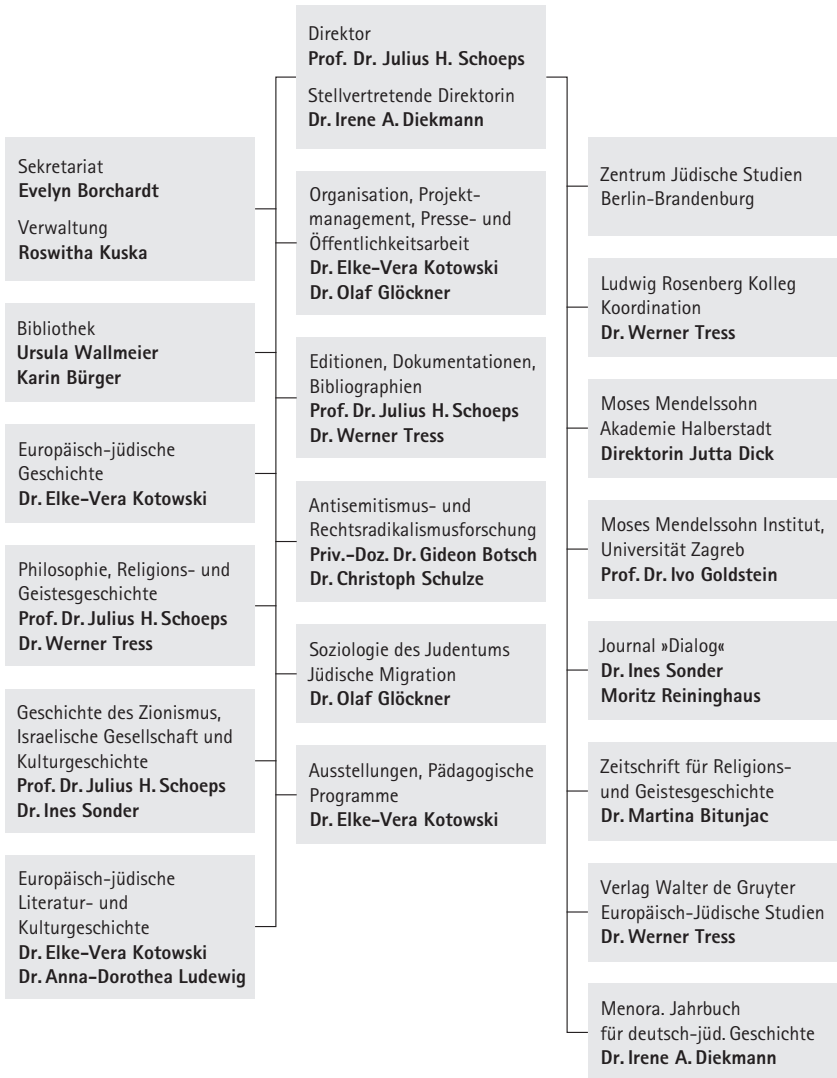 Direktor
Prof. Dr. Julius H. Schoeps
Stellvertretende Direktorin
Dr. Irene A. Diekmann
Sekretariat
Evelyn Borchardt
Verwaltung
Roswitha Kuska
Bibliothek
Ursula Wallmeier
Karin Bürger
Europäisch-jüdische
Geschichte
Dr. Elke-Vera Kotowski
Philosophie, Religions- und
Geistesgeschichte
Prof. Dr. Julius H. Schoeps
Dr. Werner Tress
Geschichte des Zionismus,
Israelische Gesellschaft und
Kulturgeschichte
Prof. Dr. Julius H. Schoeps
Dr. Ines Sonder
Europäisch-jüdische
Literatur- und
Kulturgeschichte
Dr. Elke-Vera Kotowski
Dr. Anna-Dorothea Ludewig
Organisation, Projekt-
management, Presse- und
Öffentlichkeitsarbeit
Dr. Elke-Vera Kotowski
Dr. Olaf Glöckner
Editionen, Dokumentationen,
Bibliographien
Prof. Dr. Julius H. Schoeps
Dr. Werner Tress
Antisemitismus- und
Rechtsradikalismusforschung
Priv.-Doz. Dr. Gideon Botsch
Dr. Christoph Schulze
Soziologie des Judentums
Jüdische Migration
Dr. Olaf Glöckner
Ausstellungen, Pädagogische
Programme
Dr. Elke-Vera Kotowski
Zentrum Jüdische Studien
Berlin-Brandenburg
Ludwig Rosenberg Kolleg
Koordination
Dr. Werner Tress
Moses Mendelssohn
Akademie Halberstadt
Direktorin Jutta Dick
Moses Mendelssohn Institut,
Universität Zagreb
Prof. Dr. Ivo Goldstein
Journal »Dialog«
Dr. Ines Sonder
Moritz Reininghaus
Zeitschrift für Religions-
und Geistesgeschichte
Dr. Martina Bitunjac
Verlag Walter de Gruyter
Europäisch-Jüdische Studien
Dr. Werner Tress
Menora. Jahrbuch
für deutsch-jüd. Geschichte
Dr. Irene A. Diekmann